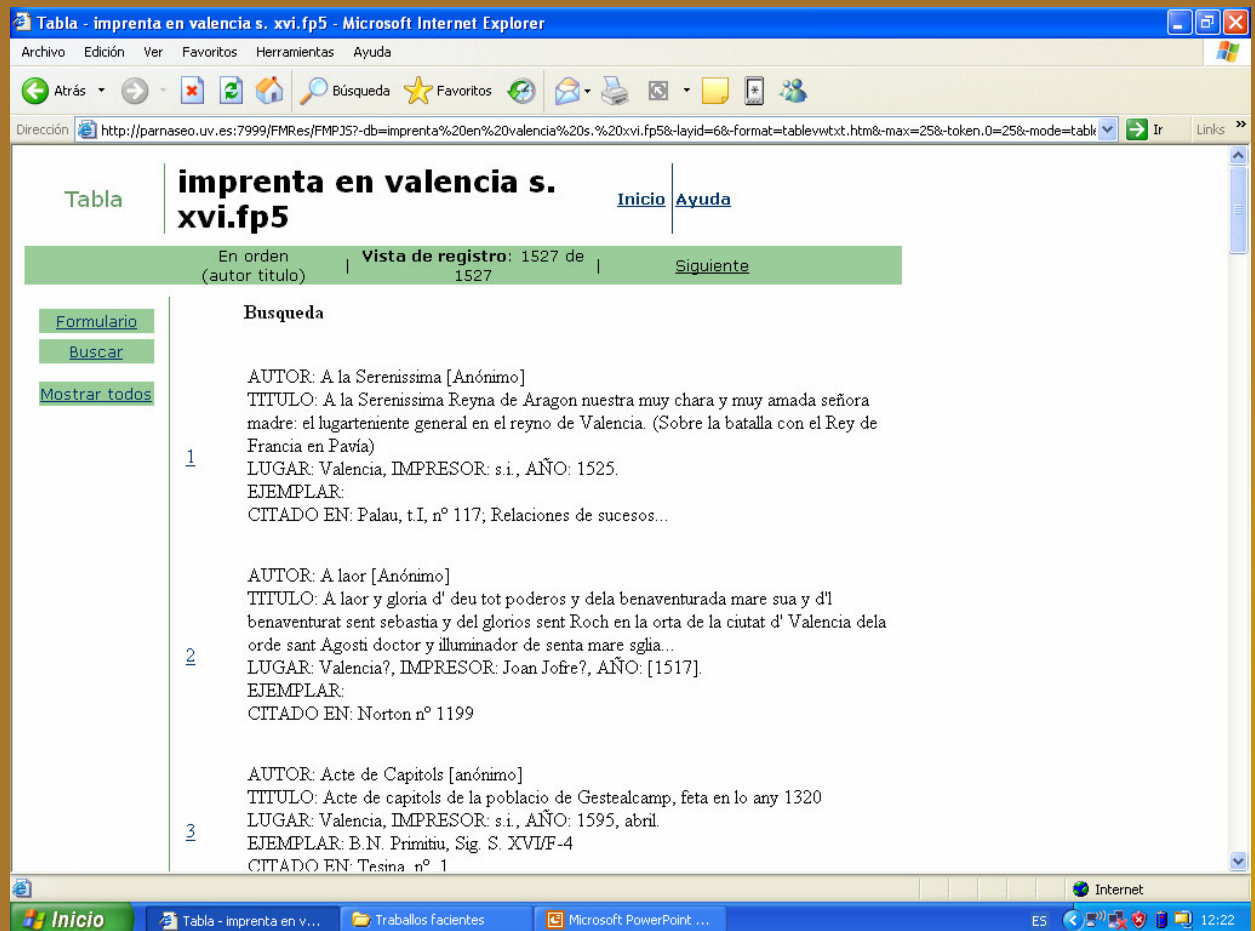 Tabla - imprenta en valencia s. xvi.fp5 - Microsoft Internet Explorer
Archivo Edición Ver Favoritos Herramientas Ayuda
Atrás Búsqueda Favoritos
Dirección http://parnaseo.uv.es:7999/FMRes/FMPJS?-db=imprenta%20en%20valencia%20s.%20xvi.fp5&-layid=6&-format=tablevwtxt.htm&-max=25&-token.0=25&-mode=table Ir Links »
Tabla
imprenta en valencia s.
xvi.fp5
Inicio Ayuda
En orden
(autor titulo)
| Vista de registro: 1527 de
1527
| Siguiente
Formulario
Buscar
Mostrar todos
Busqueda
1
AUTOR: A la Serenissima [Anónimo]
TITULO: A la Serenissima Reyna de Aragon nuestra muy chara y muy amada señora
madre: el lugarteniente general en el reyno de Valencia. (Sobre la batalla con el Rey de
Francia en Pavía)
LUGAR: Valencia, IMPRESOR: s.i., AÑO: 1525.
EJEMPLAR:
CITADO EN: Palau, t.I, nº 117; Relaciones de sucesos...
2
AUTOR: A laor [Anónimo]
TITULO: A laor y gloria d' deu tot poderos y dela benaventurada mare sua y d'l
benaventurat sent sebastia y del glorios sent Roch en la orta de la ciutat d' Valencia dela
orde sant Agosti doctor y illuminador de senta mare sglia...
LUGAR: Valencia?, IMPRESOR: Joan Jofre?, AÑO: [1517].
EJEMPLAR:
CITADO EN: Norton nº 1199
3
AUTOR: Acte de Capitols [anónimo]
TITULO: Acte de capitols de la poblacio de Gestealcamp, feta en lo any 1320
LUGAR: Valencia, IMPRESOR: s.i., AÑO: 1595, abril.
EJEMPLAR: B.N. Primitiu, Sig. S. XVI/F-4
CITADO EN: Tesina, nº 1
Internet
Inicio Tabla - imprenta en v... Traballos facientes Microsoft PowerPoint ... ES 12:22